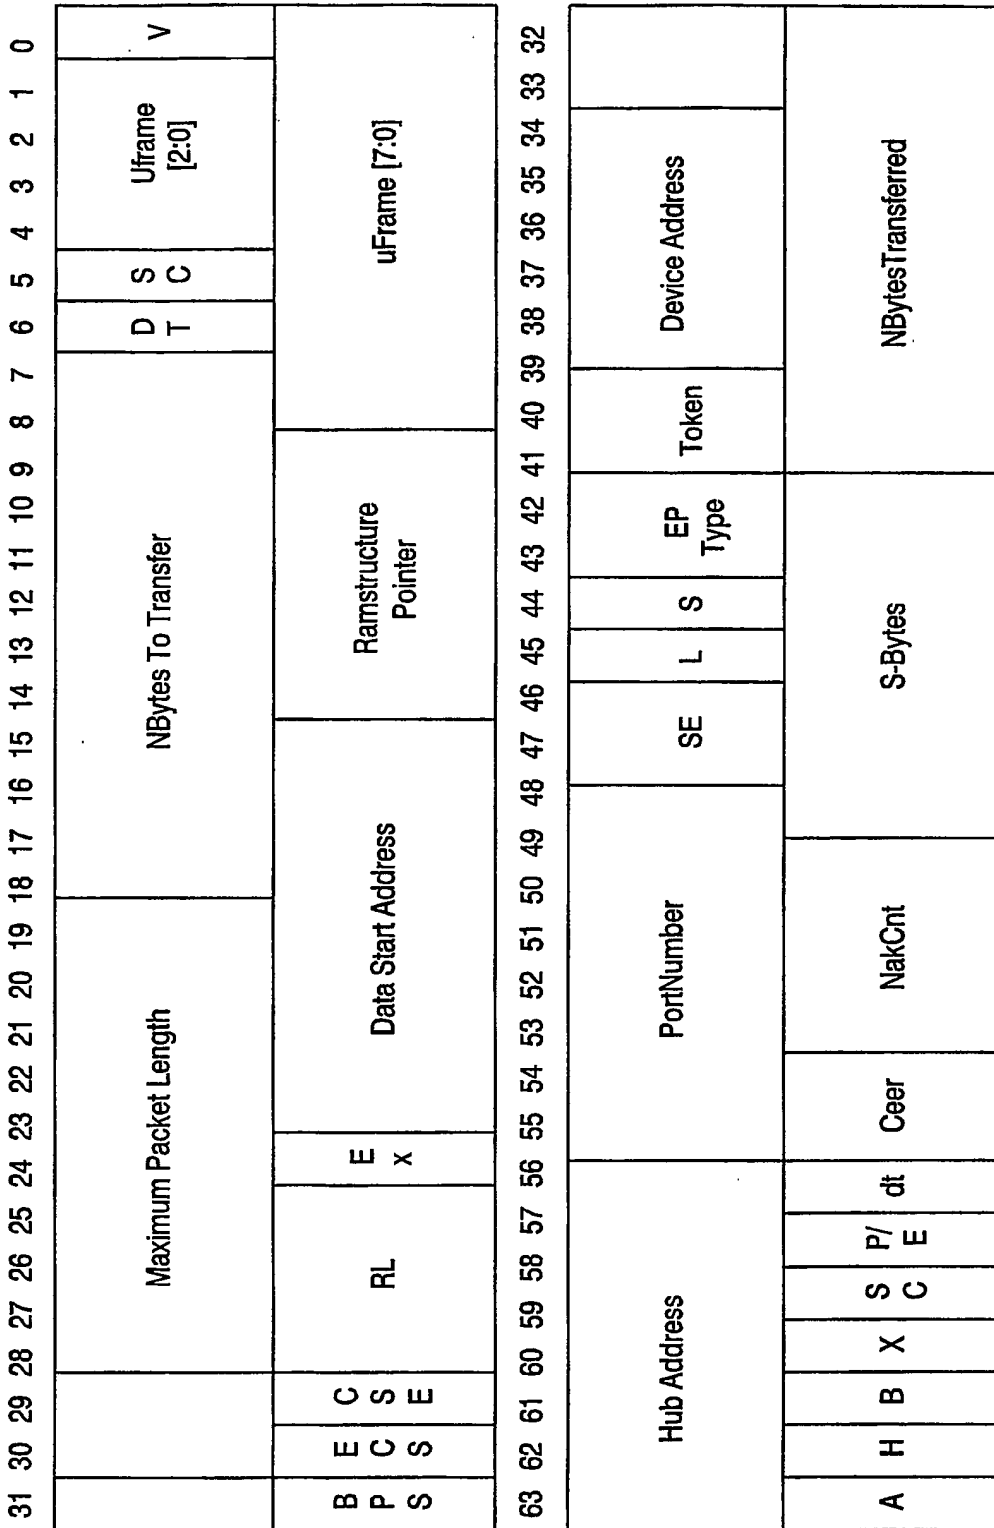 31 30 29 28 27 26 25 24 23 22 21 20 19 18 17 16 15 14 13 12 11 10 9 8 7 6 5 4 3 2 1 0
Maximum Packet Length
NBytes To Transfer
D
T
S
C
Uframe
[2:0]
V
B
P
S
E
C
S
C
S
E
RL
E
x
Data Start Address
Ramstructure
Pointer
uFrame [7:0]
63 62 61 60 59 58 57 56 55 54 53 52 51 50 49 48 47 46 45 44 43 42 41 40 39 38 37 36 35 34 33 32
Hub Address
PortNumber
SE
L
S
EP
Type
Token
Device Address
A
H
B
X
S
C
P/
E
dt
Ceer
NakCnt
S-Bytes
NBytesTransferred